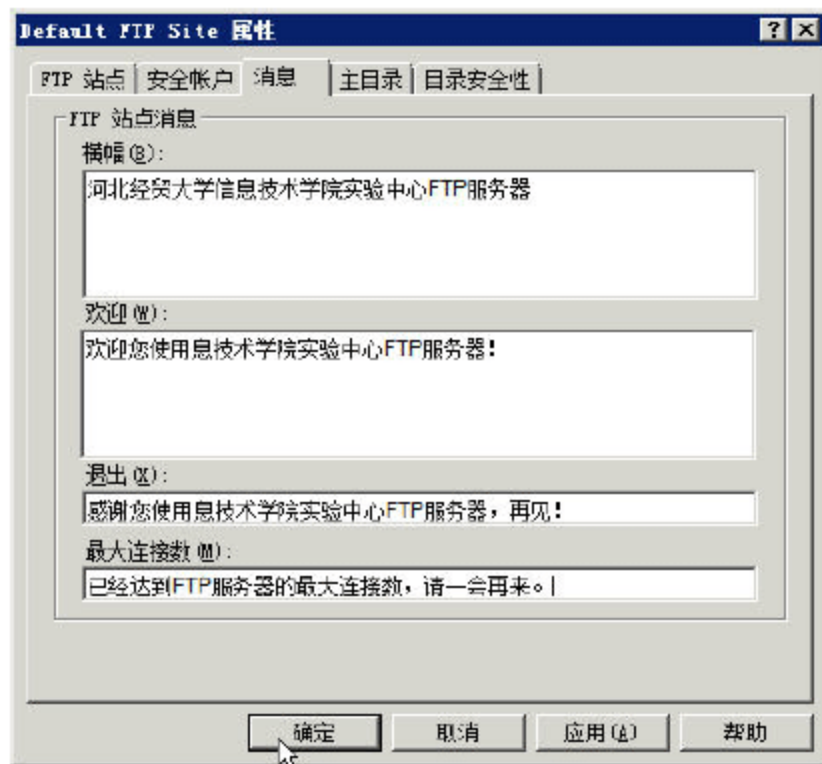 Default FTP Site 属性
FTP 站点 安全帐户 消息 主目录 目录安全性
FTP 站点消息
横幅(B):
河北经贸大学信息技术学院实验中心FTP服务器
欢迎(W):
欢迎您使用息技术学院实验中心FTP服务器!
退出(X):
感谢您使用息技术学院实验中心FTP服务器，再见!
最大连接数(M):
已经达到FTP服务器的最大连接数，请一会再来。
确定 取消 应用(A) 帮助